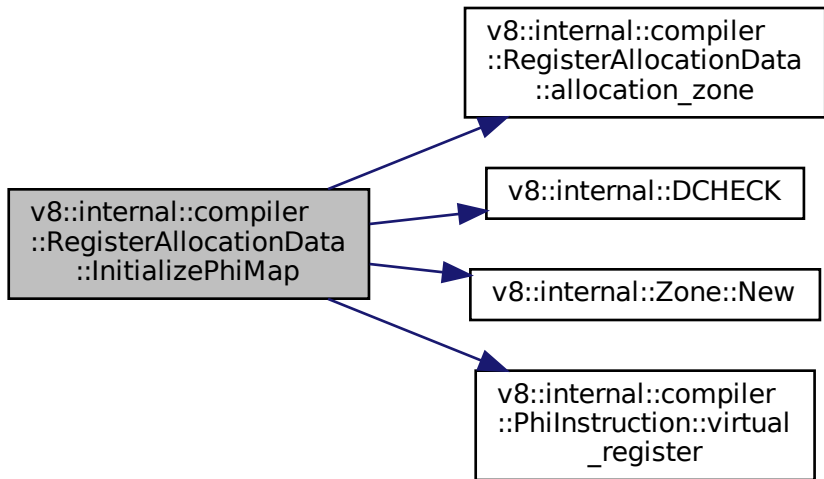 v8::internal::compiler
::RegisterAllocationData
::allocation_zone
v8::internal::DCHECK
v8::internal::compiler
::RegisterAllocationData
::InitializePhiMap
v8::internal::Zone::New
v8::internal::compiler
::PhiInstruction::virtual
_register